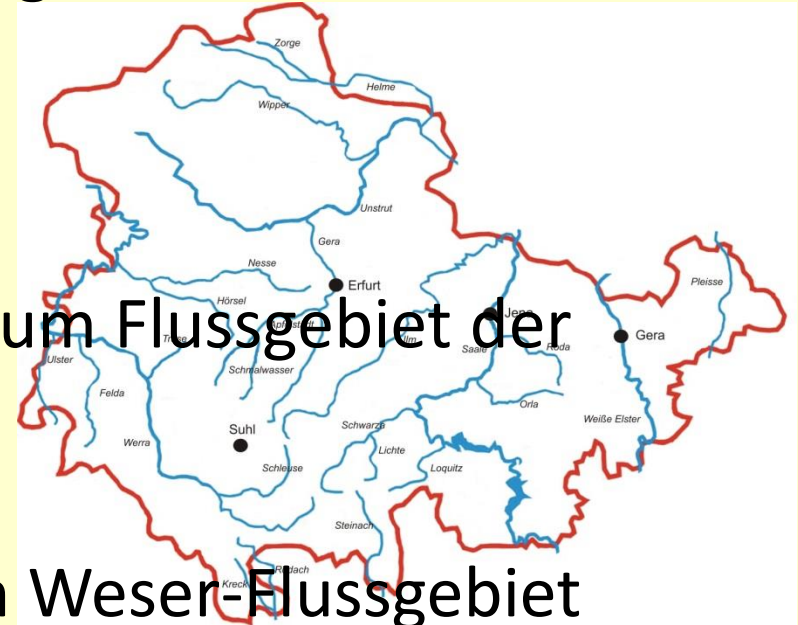 Zorge
Helme
Wipper
Unstrut
Gera
Nesse
Erfurt
Hörsel
um Flussgebiet der
Jena
Pleisse
Gera
Saale
Roda
Ulster
Schmalwasser
Felda
Orla
Weiße Elster
Suhl
Schwarza
Werra
Lichte
Schleuse
Loquitz
Steinach
Rodach
Kreck
Weser-Flussgebiet